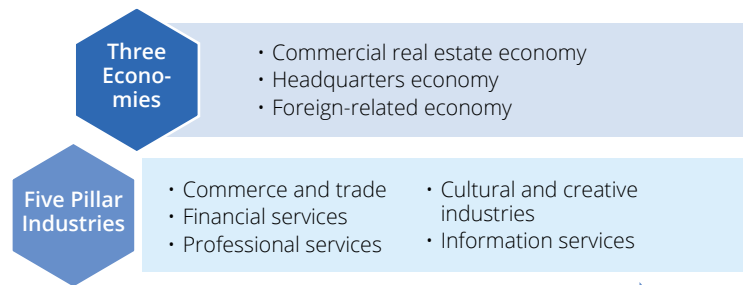 Three
Econo-
mies
• Commercial real estate economy
• Headquarters economy
• Foreign-related economy
Five Pillar
Industries
• Commerce and trade
• Financial services
• Professional services
• Cultural and creative
industries
• Information services